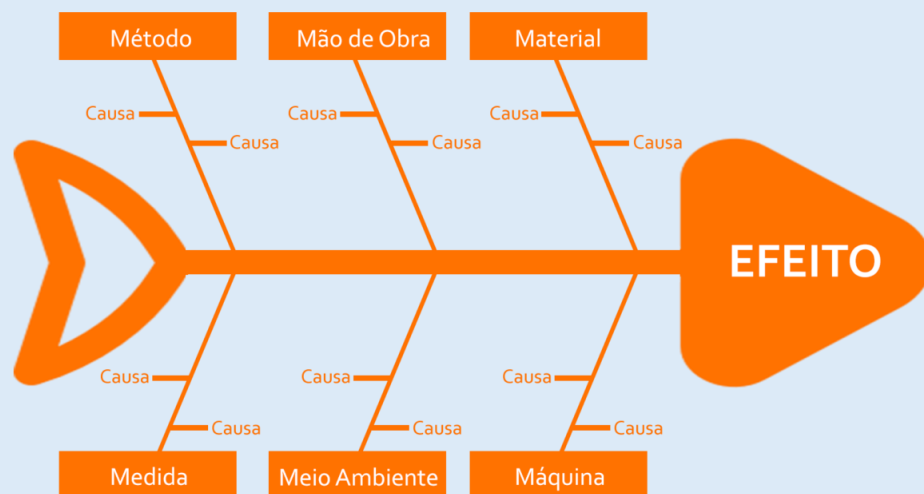 Método
Mão de Obra
Material
Causa
Causa
Causa
Causa
Causa
Causa
EFEITO
Causa
Causa
Causa
Causa
Causa
Causa
Medida
Meio Ambiente
Máquina